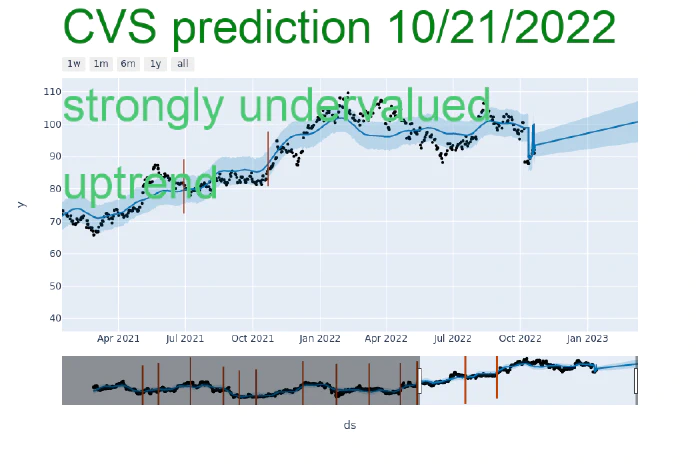 CVS prediction 10/21/2022
1w 1m 6m 1y all
110
strongly undervalued
100
90
uptrend
80
y
70
60
50
40
Apr 2021 Jul 2021 Oct 2021 Jan 2022 Apr 2022 Jul 2022 Oct 2022 Jan 2023
ds